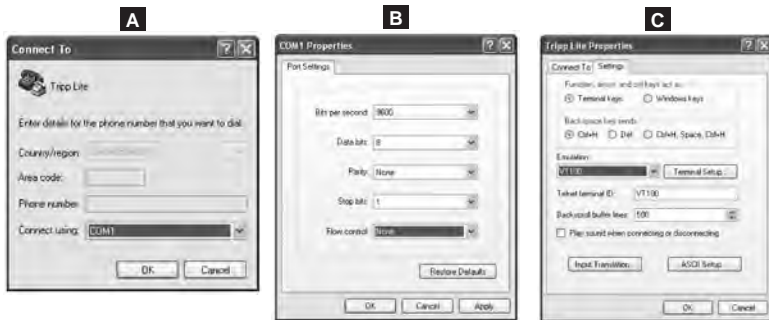 A
Connect To
Tripp Lite
Enter details for the phone number that you want to dial:
Country/region:
Area code:
Phone number:
Connect using: COM1
OK Cancel
B
COM1 Properties
Port Settings
Bits per second: 9600
Data bits: 8
Parity: None
Stop bits: 1
Flow control: None
Restore Defaults
OK Cancel Apply
C
Tripp Lite Properties
Connect To Settings
Function, arrow, and ctrl keys act as
Terminal keys Windows keys
Backspace key sends
Ctrl+H Del Ctrl+H, Space, Ctrl+H
Emulation:
VT100 Terminal Setup...
Telnet terminal ID: VT100
Backscroll buffer lines: 500
Play sound when connecting or disconnecting
Input Translation... ASCII Setup...
OK Cancel